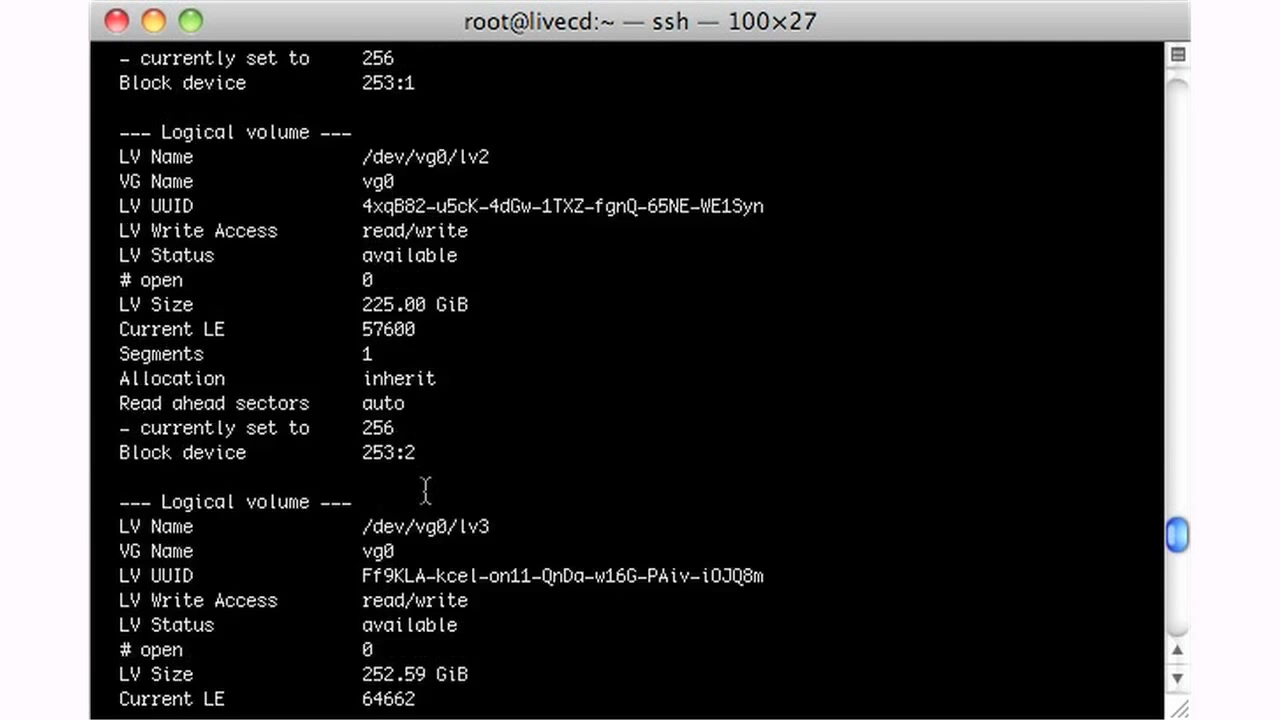 root@livecd:~ — ssh — 100×27
- currently set to 256
Block device 253:1
--- Logical volume ---
LV Name /dev/vg0/lv2
VG Name vg0
LV UUID 4xqB82-u5cK-4dGw-1TXZ-fgnQ-65NE-WE1Syn
LV Write Access read/write
LV Status available
# open 0
LV Size 225.00 GiB
Current LE 57600
Segments 1
Allocation inherit
Read ahead sectors auto
- currently set to 256
Block device 253:2
--- Logical volume ---
LV Name /dev/vg0/lv3
VG Name vg0
LV UUID Ff9KLA-kcel-on11-QnDa-w16G-PAiv-iOJQ8m
LV Write Access read/write
LV Status available
# open 0
LV Size 252.59 GiB
Current LE 64662